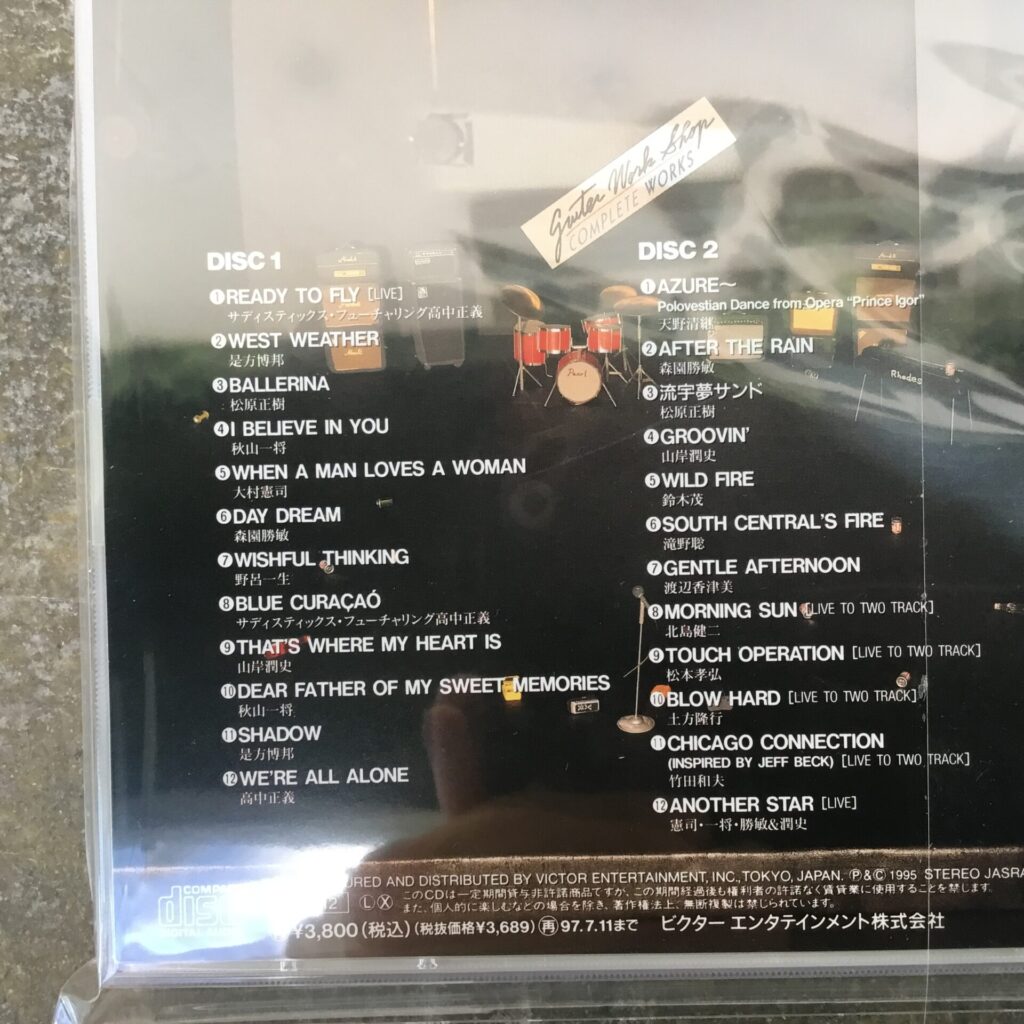 Guitar Work Shop
COMPLETE WORKS
DISC 1
❶READY TO FLY [LIVE]
サディスティックス・フューチャリング高中正義
❷WEST WEATHER
是方博邦
❸BALLERINA
松原正樹
❹I BELIEVE IN YOU
秋山一将
❺WHEN A MAN LOVES A WOMAN
大村憲司
❻DAY DREAM
森園勝敏
❼WISHFUL THINKING
野呂一生
❽BLUE CURAÇAÓ
サディスティックス・フューチャリング高中正義
❾THAT'S WHERE MY HEART IS
山岸潤史
❿DEAR FATHER OF MY SWEET MEMORIES
秋山一将
⓫SHADOW
是方博邦
⓬WE'RE ALL ALONE
高中正義
DISC 2
❶AZURE〜
Polovestian Dance from Opera "Prince Igor"
天野清継
❷AFTER THE RAIN
森園勝敏
❸流宇夢サンド
松原正樹
❹GROOVIN'
山岸潤史
❺WILD FIRE
鈴木茂
❻SOUTH CENTRAL'S FIRE
滝野聡
❼GENTLE AFTERNOON
渡辺香津美
❽MORNING SUN [LIVE TO TWO TRACK]
北島健二
❾TOUCH OPERATION [LIVE TO TWO TRACK]
松本孝弘
❿BLOW HARD [LIVE TO TWO TRACK]
土方隆行
⓫CHICAGO CONNECTION
(INSPIRED BY JEFF BECK) [LIVE TO TWO TRACK]
竹田和夫
⓬ANOTHER STAR [LIVE]
憲司・一将・勝敏&潤史
Pearl
Rhodes
AND DISTRIBUTED BY VICTOR ENTERTAINMENT, INC., TOKYO, JAPAN. Ⓟ&Ⓒ 1995 STEREO JASRA
このCDは一定期間貸与非許諾商品ですが、この期間経過後も権利者の許諾なく賃貸業に使用することを禁じます。
また、個人的に楽しむなどの場合を除き、著作権法上、無断複製は禁じられています。
COMPA
disc
DIGITAL AUDIO
Ⓛ Ⓧ
¥3,800(税込)(税抜価格¥3,689) ㊢97.7.11まで ビクター エンタテインメント株式会社